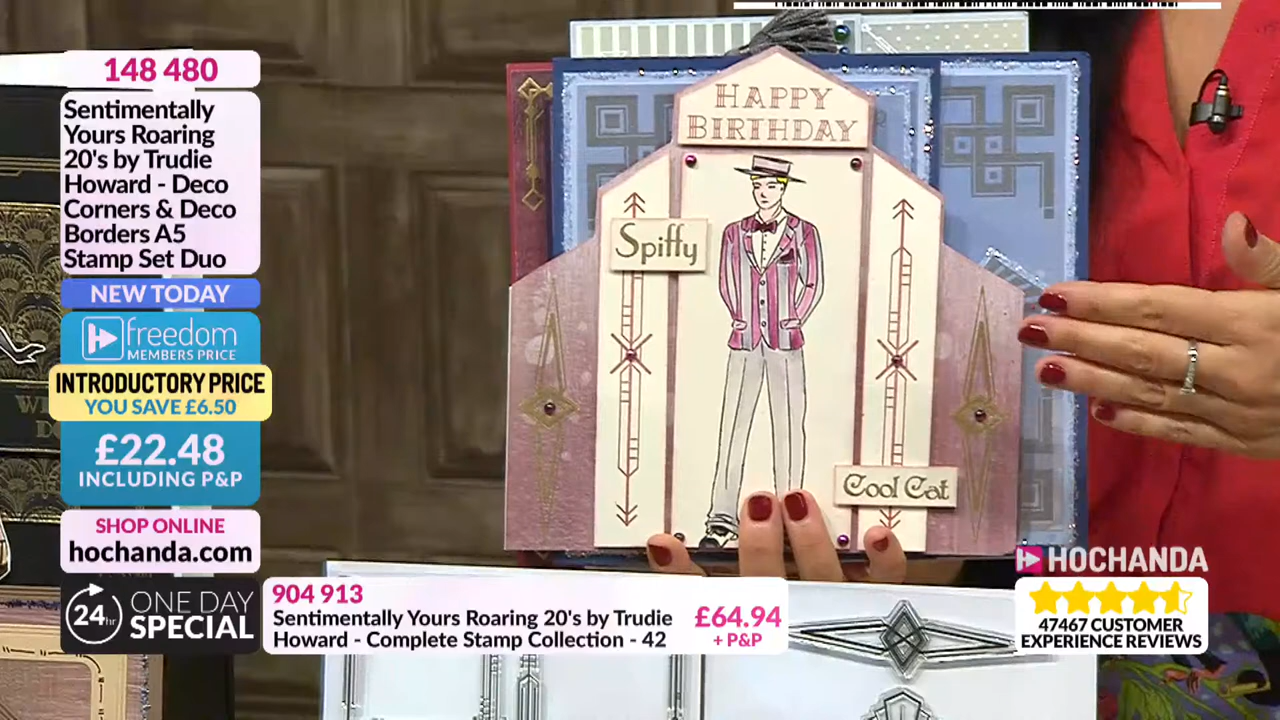 148 480
Sentimentally
Yours Roaring
20's by Trudie
Howard - Deco
Corners & Deco
Borders A5
Stamp Set Duo
NEW TODAY
freedom
MEMBERS PRICE
INTRODUCTORY PRICE
YOU SAVE £6.50
£22.48
INCLUDING P&P
SHOP ONLINE
hochanda.com
24hr
ONE DAY
SPECIAL
904 913
Sentimentally Yours Roaring 20's by Trudie
Howard - Complete Stamp Collection - 42
£64.94
+ P&P
HAPPY
BIRTHDAY
Spiffy
Cool Cat
HOCHANDA
47467 CUSTOMER
EXPERIENCE REVIEWS